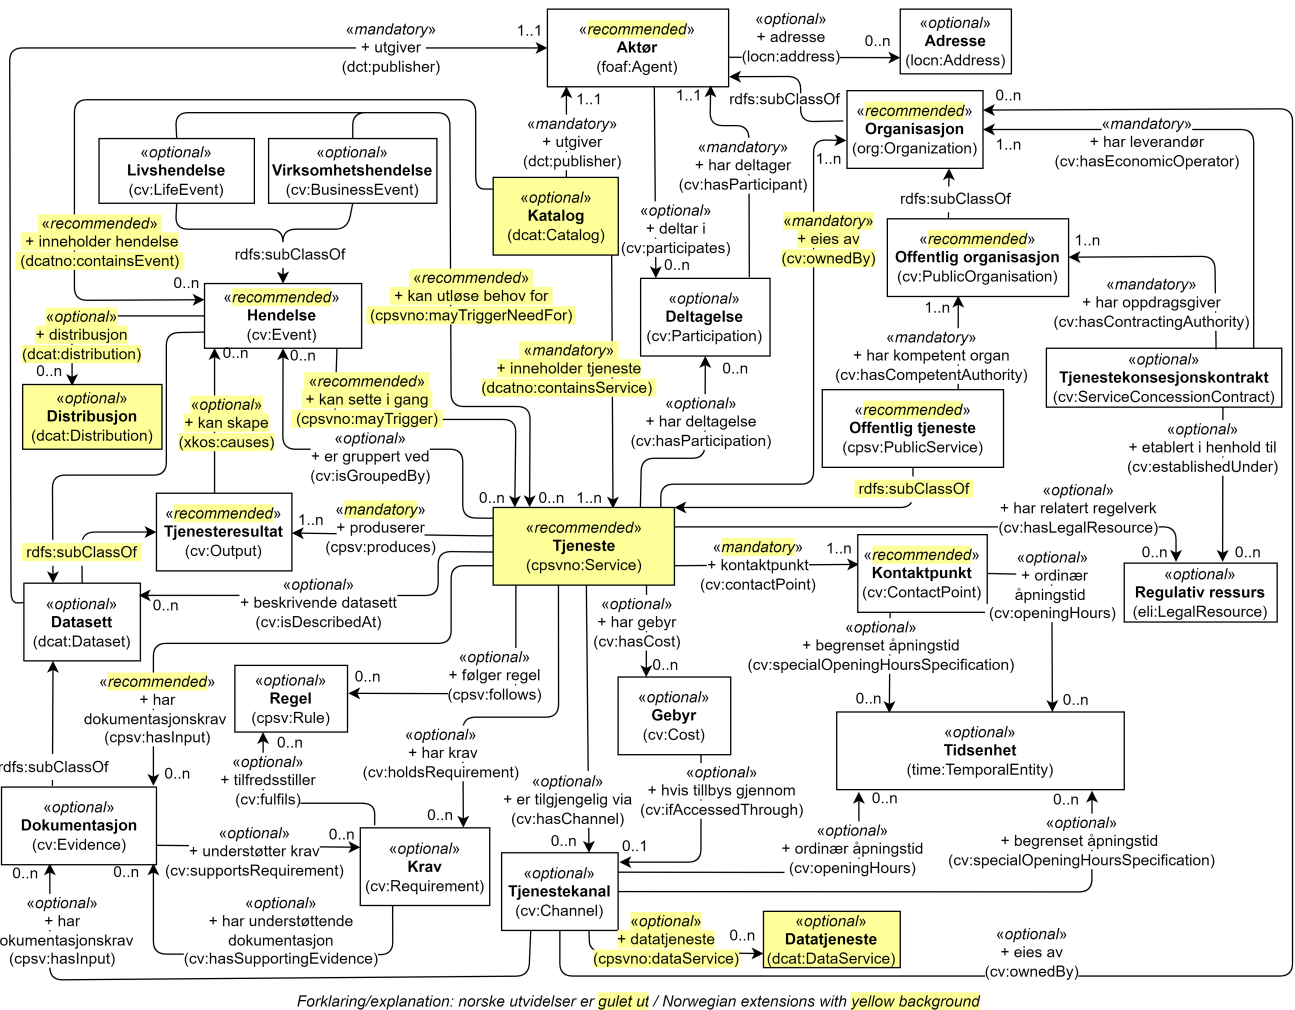 «mandatory»
+ utgiver
(dct:publisher)
1..1
«recommended»
Aktør
(foaf:Agent)
«optional»
+ adresse
(locn:address)
0..n
«optional»
Adresse
(locn:Address)
1..1
«mandatory»
+ utgiver
(dct:publisher)
1..1
rdfs:subClassOf
«recommended»
Organisasjon
(org:Organization)
0..n
1..n
1..n
«mandatory»
+ har leverandør
(cv:hasEconomicOperator)
«optional»
Livshendelse
(cv:LifeEvent)
«optional»
Virksomhetshendelse
(cv:BusinessEvent)
«mandatory»
+ har deltager
(cv:hasParticipant)
«optional»
Katalog
(dcat:Catalog)
«optional»
+ deltar i
(cv:participates)
0..n
«mandatory»
+ eies av
(cv:ownedBy)
rdfs:subClassOf
«recommended»
Offentlig organisasjon
(cv:PublicOrganisation)
1..n
1..n
«recommended»
+ inneholder hendelse
(dcatno:containsEvent)
0..n
rdfs:subClassOf
«recommended»
+ kan utløse behov for
(cpsvno:mayTriggerNeedFor)
«mandatory»
+ har oppdragsgiver
(cv:hasContractingAuthority)
«recommended»
Hendelse
(cv:Event)
0..n
0..n
«optional»
Deltagelse
(cv:Participation)
0..n
«optional»
+ distribusjon
(dcat:distribution)
0..n
«mandatory»
+ inneholder tjeneste
(dcatno:containsService)
«mandatory»
+ har kompetent organ
(cv:hasCompetentAuthority)
«optional»
Tjenestekonsesjonskontrakt
(cv:ServiceConcessionContract)
«optional»
Distribusjon
(dcat:Distribution)
«optional»
+ kan skape
(xkos:causes)
«recommended»
+ kan sette i gang
(cpsvno:mayTrigger)
«optional»
+ har deltagelse
(cv:hasParticipation)
«recommended»
Offentlig tjeneste
(cpsv:PublicService)
rdfs:subClassOf
«optional»
+ etablert i henhold til
(cv:establishedUnder)
«optional»
+ er gruppert ved
(cv:isGroupedBy)
0..n
0..n
1..n
«recommended»
Tjenesteresultat
(cv:Output)
1..n
«mandatory»
+ produserer
(cpsv:produces)
«recommended»
Tjeneste
(cpsvno:Service)
«optional»
+ har relatert regelverk
(cv:hasLegalResource)
0..n
0..n
rdfs:subClassOf
«mandatory»
+ kontaktpunkt
(cv:contactPoint)
1..n
«recommended»
Kontaktpunkt
(cv:ContactPoint)
«optional»
+ ordinær
åpningstid
(cv:openingHours)
«optional»
Regulativ ressurs
(eli:LegalResource)
«optional»
Datasett
(dcat:Dataset)
0..n
«optional»
+ beskrivende datasett
(cv:isDescribedAt)
«optional»
+ har gebyr
(cv:hasCost)
0..n
«optional»
+ begrenset åpningstid
(cv:specialOpeningHoursSpecification)
0..n
0..n
«recommended»
+ har
dokumentasjonskrav
(cpsv:hasInput)
0..n
«optional»
Regel
(cpsv:Rule)
0..n
0..n
«optional»
+ følger regel
(cpsv:follows)
«optional»
Gebyr
(cv:Cost)
«optional»
Tidsenhet
(time:TemporalEntity)
0..n
0..n
rdfs:subClassOf
«optional»
+ tilfredsstiller
(cv:fulfils)
«optional»
+ har krav
(cv:holdsRequirement)
0..n
«optional»
+ hvis tilbys gjennom
(cv:ifAccessedThrough)
0..1
«optional»
+ er tilgjengelig via
(cv:hasChannel)
0..n
«optional»
Dokumentasjon
(cv:Evidence)
0..n
0..n
«optional»
+ understøtter krav
(cv:supportsRequirement)
0..n
«optional»
Krav
(cv:Requirement)
«optional»
Tjenestekanal
(cv:Channel)
«optional»
+ ordinær åpningstid
(cv:openingHours)
«optional»
+ begrenset åpningstid
(cv:specialOpeningHoursSpecification)
«optional»
+ har
okumentasjonskrav
(cpsv:hasInput)
«optional»
+ har understøttende
dokumentasjon
(cv:hasSupportingEvidence)
«optional»
+ datatjeneste
(cpsvno:dataService)
0..n
«optional»
Datatjeneste
(dcat:DataService)
«optional»
+ eies av
(cv:ownedBy)
Forklaring/explanation: norske utvidelser er gulet ut / Norwegian extensions with yellow background